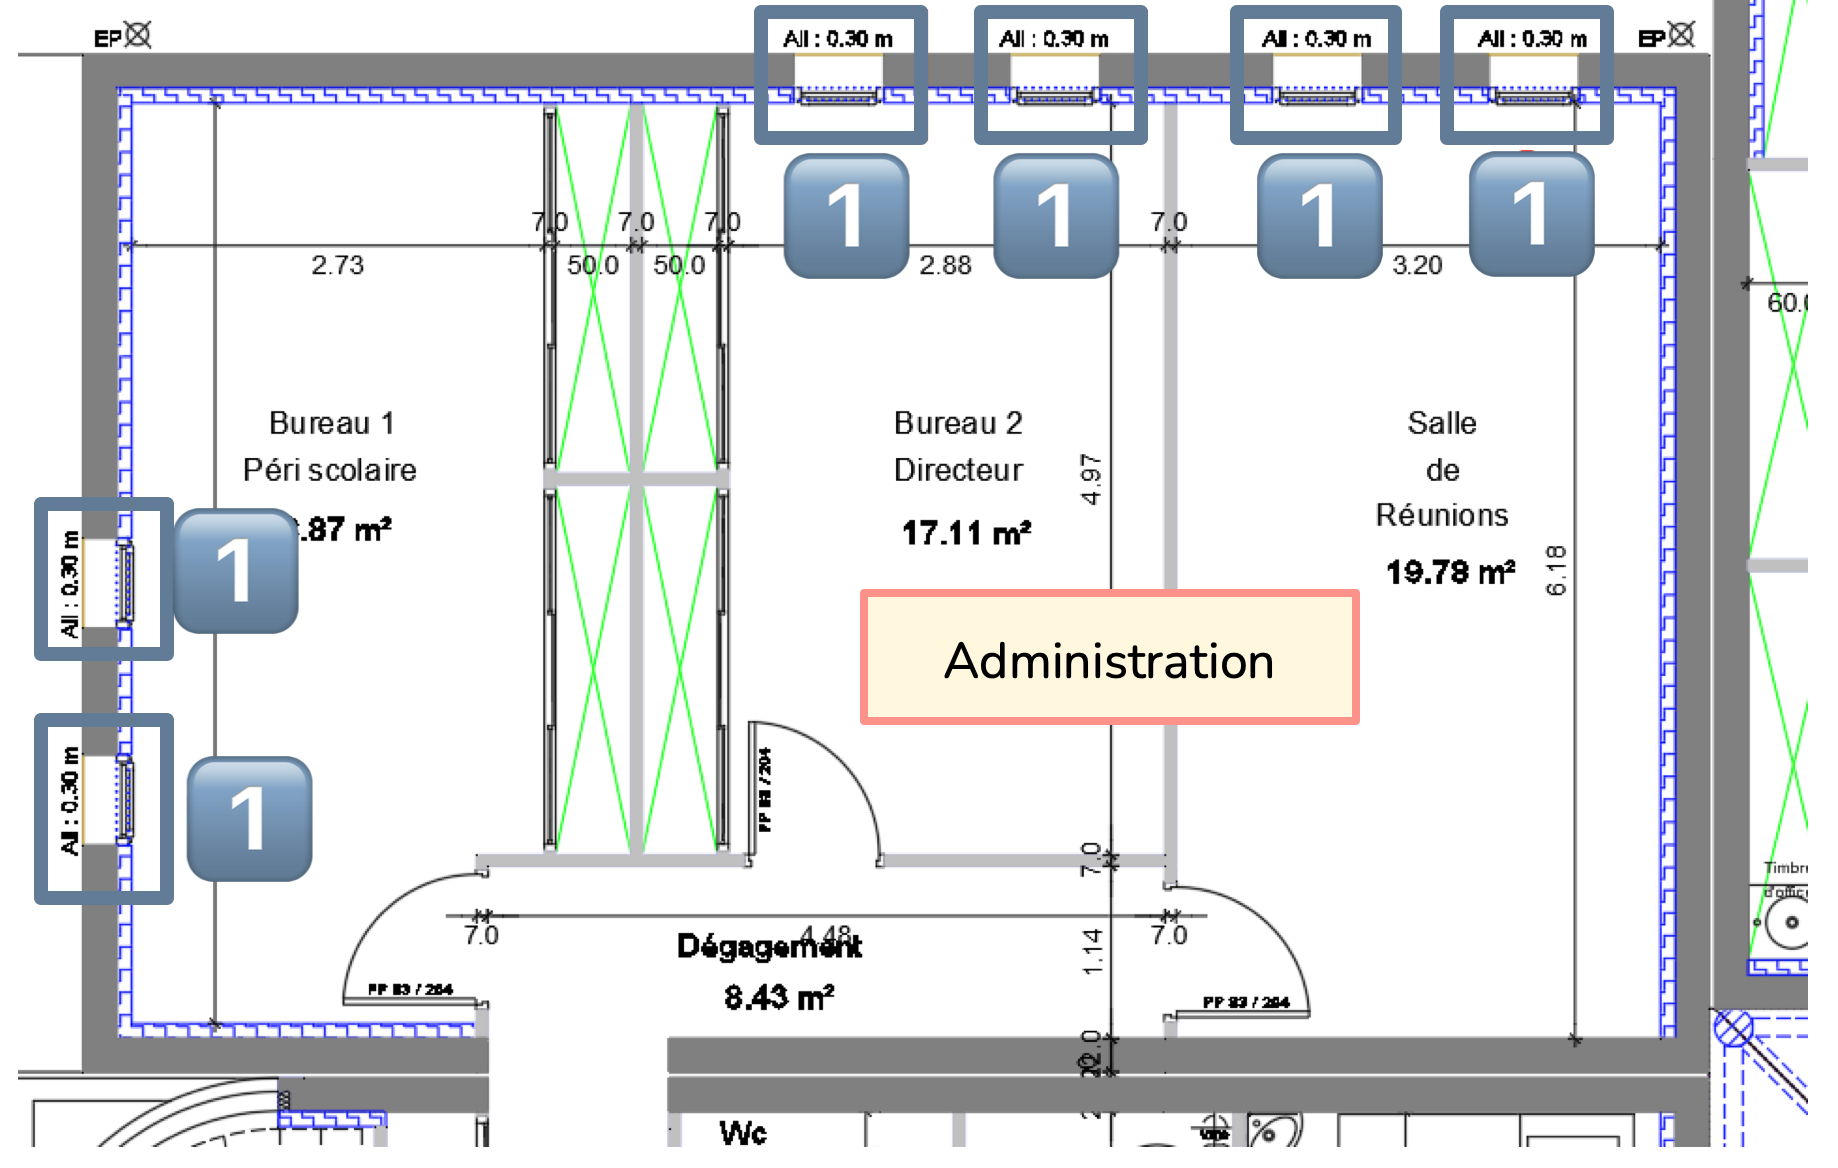 EP
All : 0.30 m
All : 0.30 m
All : 0.30 m
All : 0.30 m
EP
1
1
1
1
7.0
7.0
7.0
7.0
2.73
50.0
50.0
2.88
3.20
60.0
Bureau 1
Péri scolaire
.87 m²
Bureau 2
Directeur
17.11 m²
4.97
Salle
de
Réunions
19.78 m²
6.18
All : 0.30 m
1
Administration
All : 0.30 m
1
PP 83 / 204
7.0
Timbre
d'office
7.0
4.48
7.0
1.14
Dégagement
8.43 m²
PP 83 / 204
PP 83 / 204
Wc